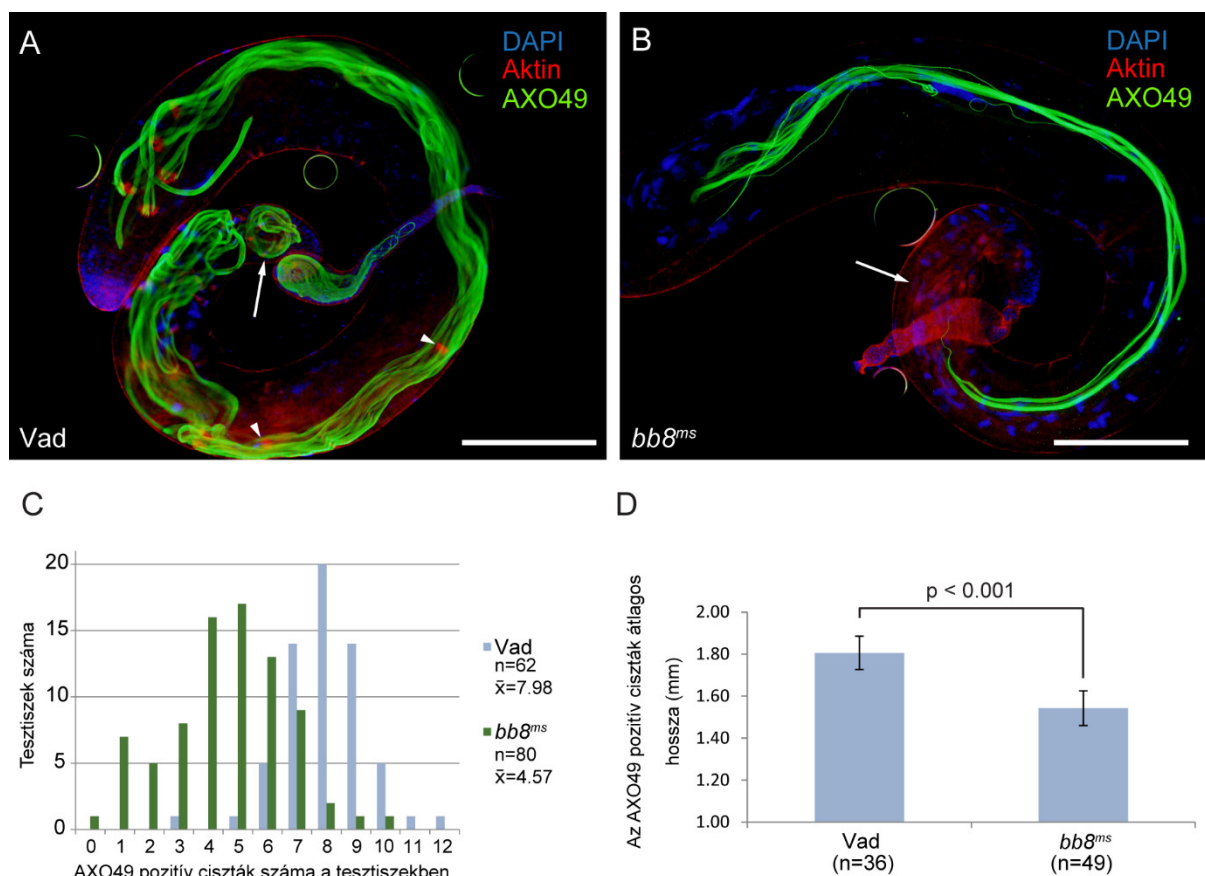 A
DAPI
Aktin
AXO49
Vad
B
DAPI
Aktin
AXO49
bb8ms
C
Tesztiszek száma
20
15
10
5
0
0 1 2 3 4 5 6 7 8 9 10 11 12
AXO49 pozitív ciszták száma a tesztiszekben
Vad
n=62
x̄=7.98
bb8ms
n=80
x̄=4.57
D
Az AXO49 pozitív ciszták átlagos
hossza (mm)
p < 0.001
2.00
1.80
1.60
1.40
1.20
1.00
Vad
(n=36)
bb8ms
(n=49)